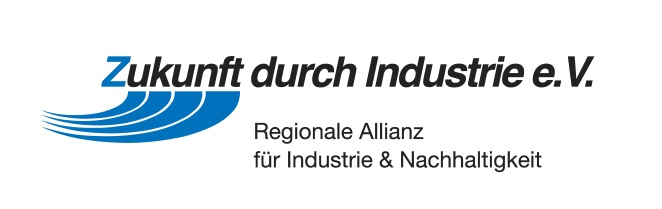 Zukunft durch Industrie e.V.
Regionale Allianz
für Industrie & Nachhaltigkeit